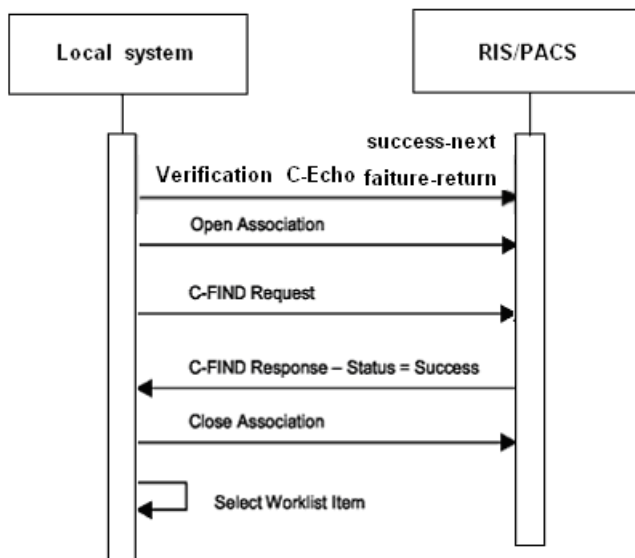 Local system
RIS/PACS
success-next
Verification C-Echo faiture-return
Open Association
C-FIND Request
C-FIND Response – Status = Success
Close Association
Select Worklist Item